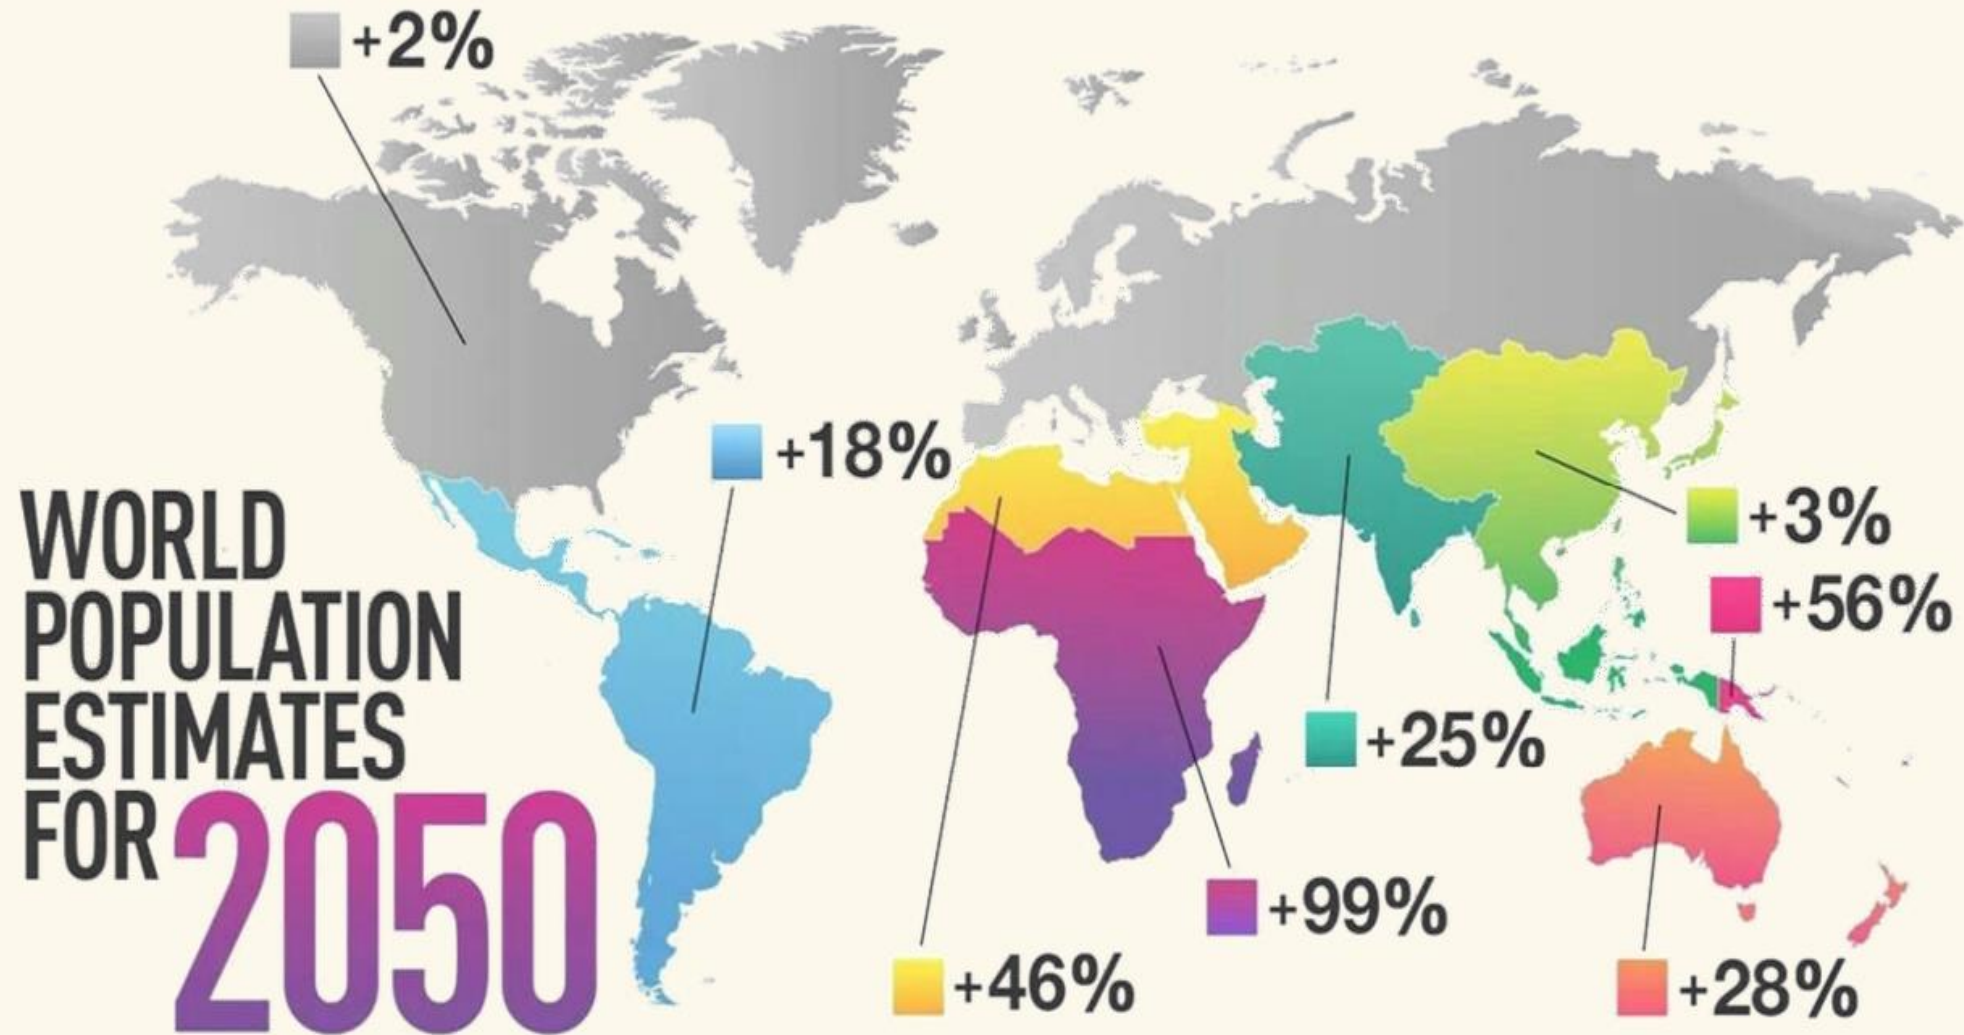 +2%
+18%
WORLD
POPULATION
ESTIMATES
FOR 2050
+3%
+56%
+25%
+99%
+46%
+28%